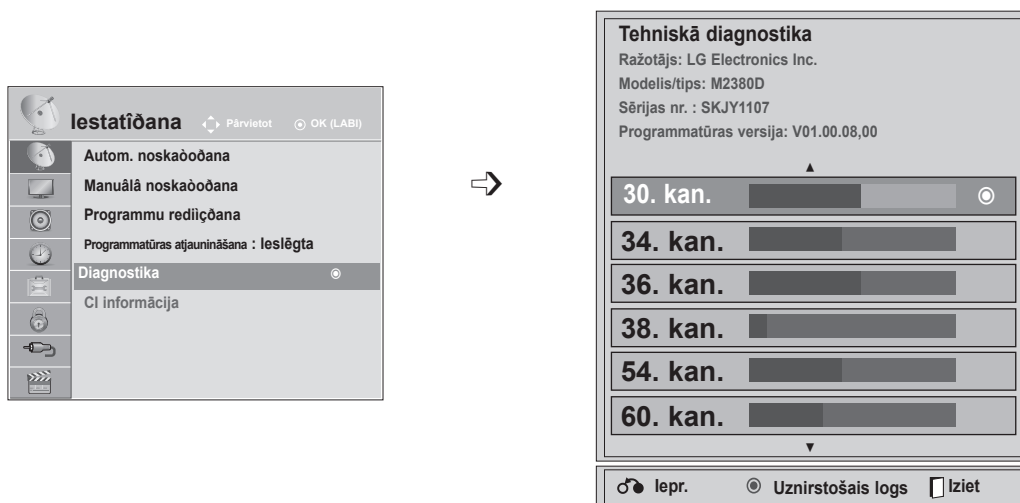 Iestatîðana Pârvietot OK (LABI)
Autom. noskaòoðana
Manuâlâ noskaòoðana
Programmu rediìçðana
Programmatūras atjaunināšana : Ieslēgta
Diagnostika
CI informācija
Tehniskā diagnostika
Ražotājs: LG Electronics Inc.
Modelis/tips: M2380D
Sērijas nr. : SKJY1107
Programmatūras versija: V01.00.08,00
30. kan.
34. kan.
36. kan.
38. kan.
54. kan.
60. kan.
Iepr. Uznirstošais logs Iziet